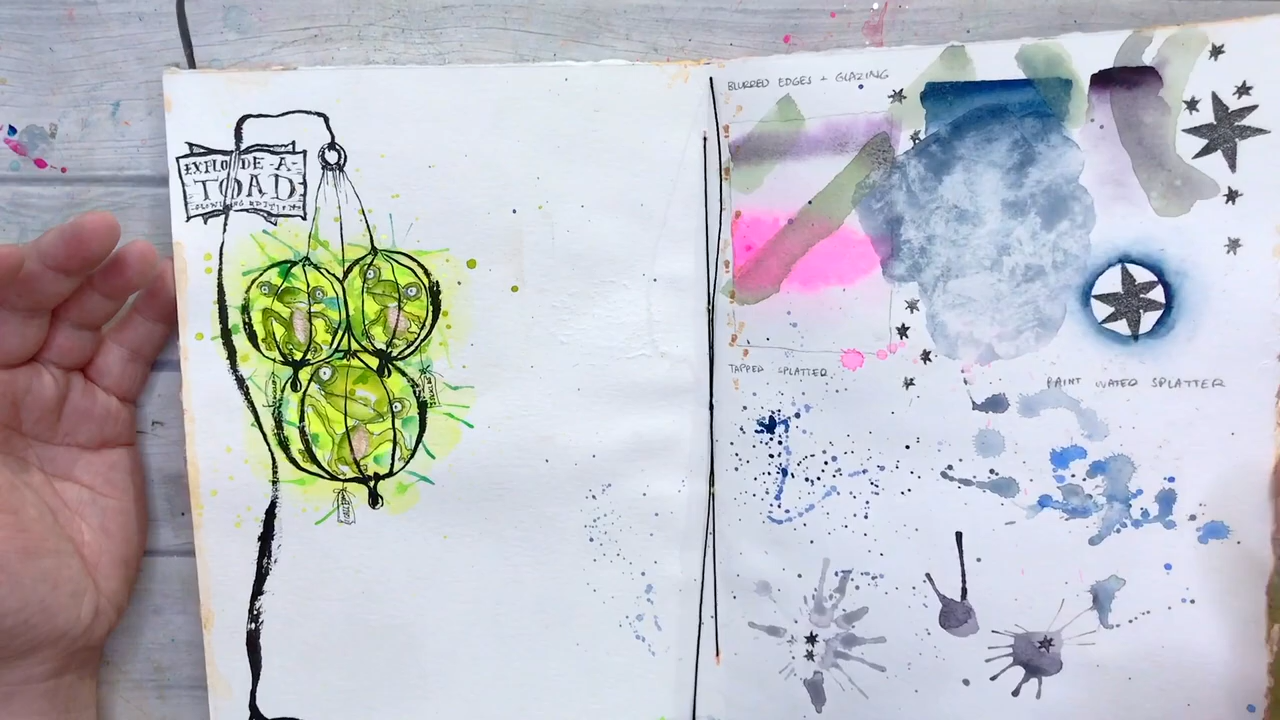 EXPLODE-A-
TOAD
BLURRED EDGES + GLAZING
TAPPED SPLATTER
PAINT WATER SPLATTER